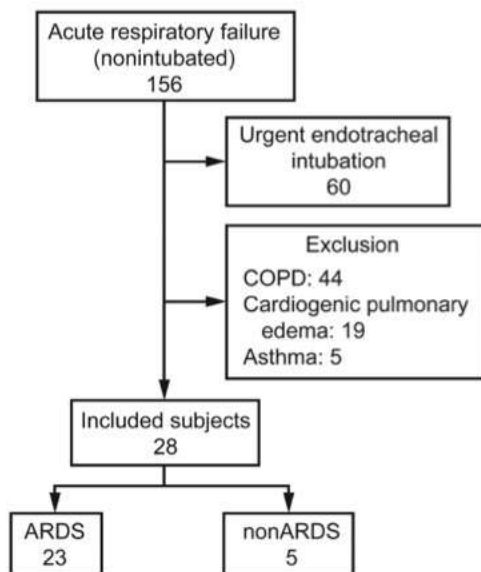 Acute respiratory failure
(nonintubated)
156
Urgent endotracheal
intubation
60
Exclusion
COPD: 44
Cardiogenic pulmonary
edema: 19
Asthma: 5
Included subjects
28
ARDS
23
nonARDS
5